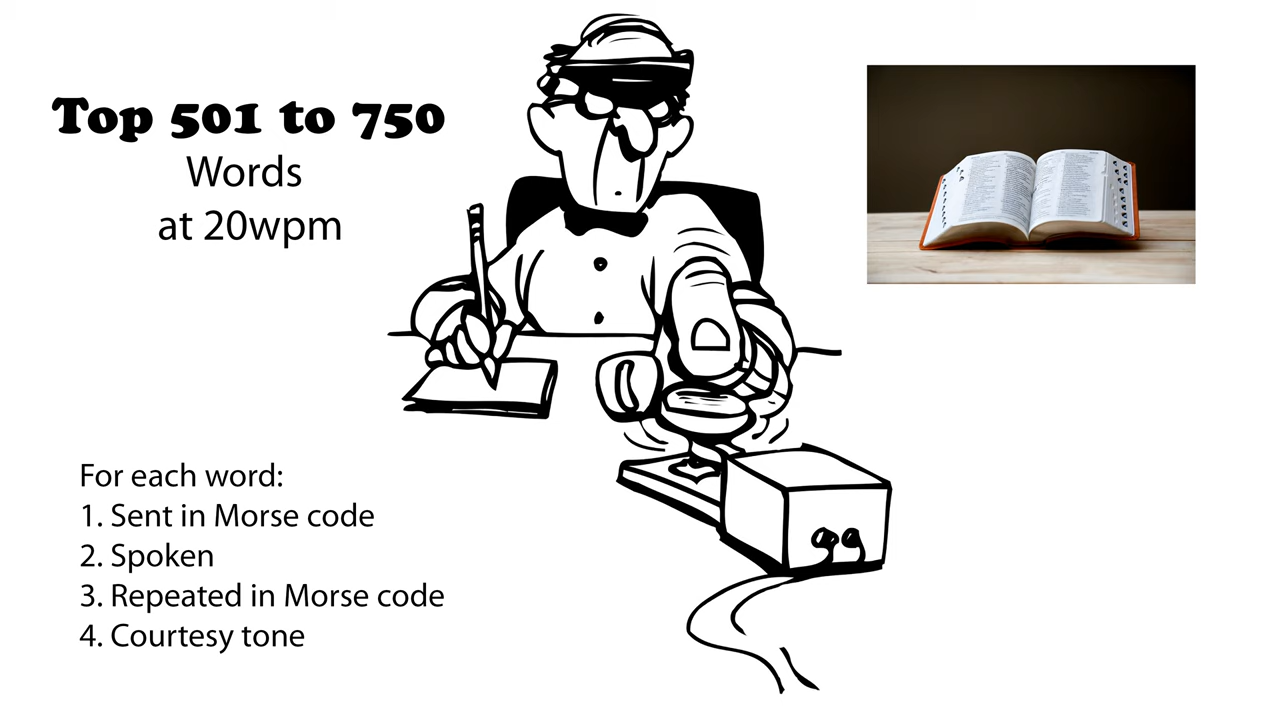 Top 501 to 750
Words
at 20wpm
For each word:
1. Sent in Morse code
2. Spoken
3. Repeated in Morse code
4. Courtesy tone